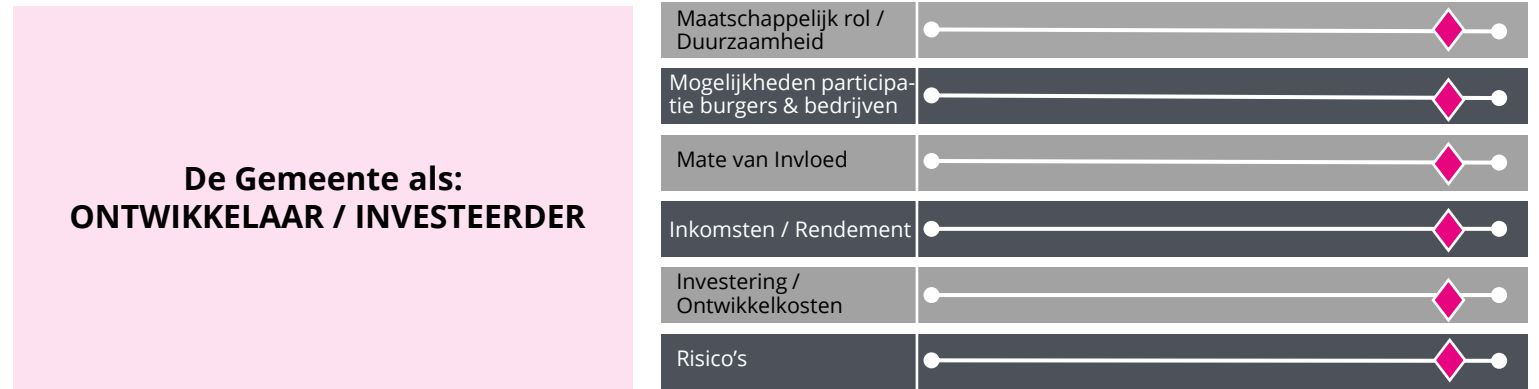 De Gemeente als:
ONTWIKKELAAR / INVESTEERDER
Maatschappelijk rol /
Duurzaamheid
Mogelijkheden participa-
tie burgers & bedrijven
Mate van Invloed
Inkomsten / Rendement
Investering /
Ontwikkelkosten
Risico’s